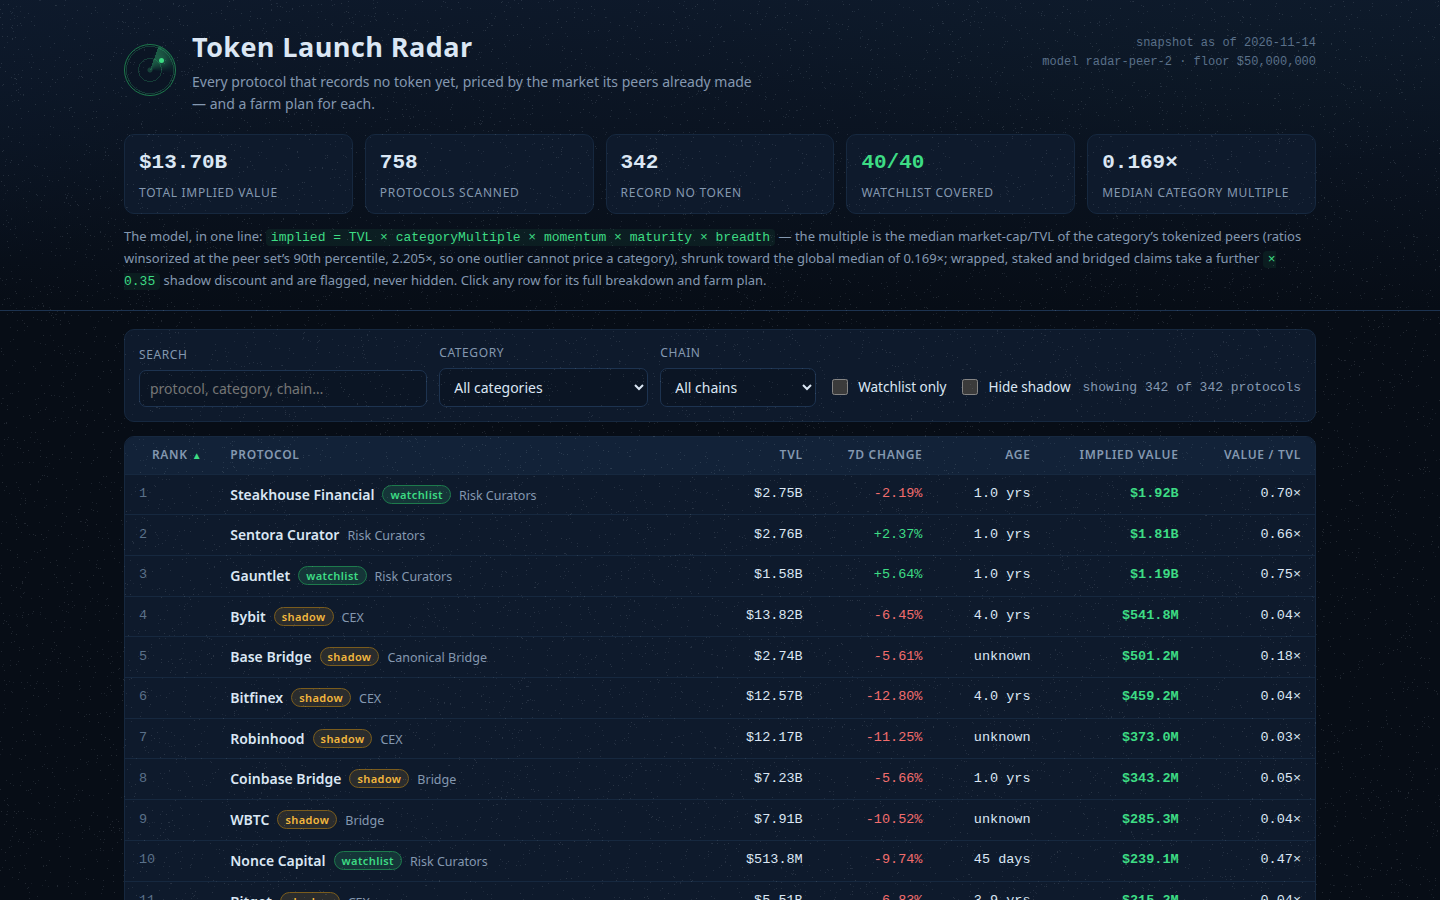 Token Launch Radar
Every protocol that records no token yet, priced by the market its peers already made
— and a farm plan for each.
snapshot as of 2026-11-14
model radar-peer-2 · floor $50,000,000
$13.70B
TOTAL IMPLIED VALUE
758
PROTOCOLS SCANNED
342
RECORD NO TOKEN
40/40
WATCHLIST COVERED
0.169×
MEDIAN CATEGORY MULTIPLE
The model, in one line: implied = TVL × categoryMultiple × momentum × maturity × breadth — the multiple is the median market-cap/TVL of the category’s tokenized peers (ratios
winsorized at the peer set’s 90th percentile, 2.205×, so one outlier cannot price a category), shrunk toward the global median of 0.169×; wrapped, staked and bridged claims take a further ×
0.35 shadow discount and are flagged, never hidden. Click any row for its full breakdown and farm plan.
SEARCH
protocol, category, chain...
CATEGORY
All categories
CHAIN
All chains
Watchlist only
Hide shadow
showing 342 of 342 protocols
RANK ▲ PROTOCOL TVL 7D CHANGE AGE IMPLIED VALUE VALUE / TVL
1 Steakhouse Financial watchlist Risk Curators $2.75B -2.19% 1.0 yrs $1.92B 0.70×
2 Sentora Curator Risk Curators $2.76B +2.37% 1.0 yrs $1.81B 0.66×
3 Gauntlet watchlist Risk Curators $1.58B +5.64% 1.0 yrs $1.19B 0.75×
4 Bybit shadow CEX $13.82B -6.45% 4.0 yrs $541.8M 0.04×
5 Base Bridge shadow Canonical Bridge $2.74B -5.61% unknown $501.2M 0.18×
6 Bitfinex shadow CEX $12.57B -12.80% 4.0 yrs $459.2M 0.04×
7 Robinhood shadow CEX $12.17B -11.25% unknown $373.0M 0.03×
8 Coinbase Bridge shadow Bridge $7.23B -5.66% 1.0 yrs $343.2M 0.05×
9 WBTC shadow Bridge $7.91B -10.52% unknown $285.3M 0.04×
10 Nonce Capital watchlist Risk Curators $513.8M -9.74% 45 days $239.1M 0.47×